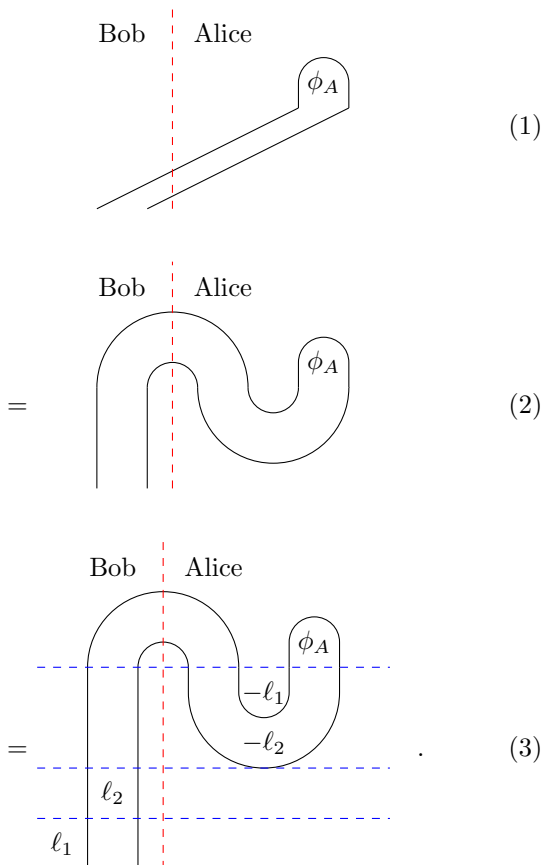 Bob Alice
ϕ_A
(1)
Bob Alice
ϕ_A
= (2)
Bob Alice
ϕ_A
−ℓ_1
−ℓ_2
= . (3)
ℓ_2
ℓ_1